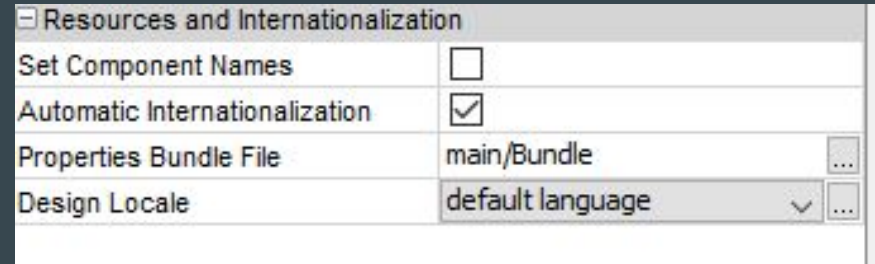 Resources and Internationalization
Set Component Names
Automatic Internationalization
Properties Bundle File main/Bundle ...
Design Locale default language ...